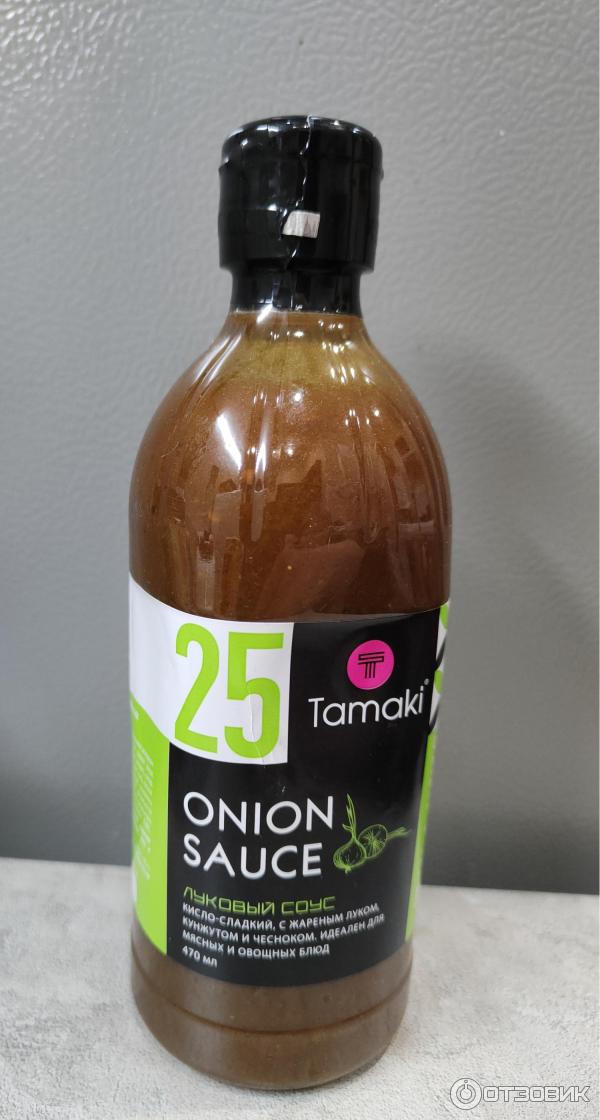 25
Tamaki®
ONION
SAUCE
ЛУКОВЫЙ СОУС
КИСЛО-СЛАДКИЙ, С ЖАРЕНЫМ ЛУКОМ,
КУНЖУТОМ И ЧЕСНОКОМ. ИДЕАЛЕН ДЛЯ
МЯСНЫХ И ОВОЩНЫХ БЛЮД
470 МЛ
ОТЗОВИК